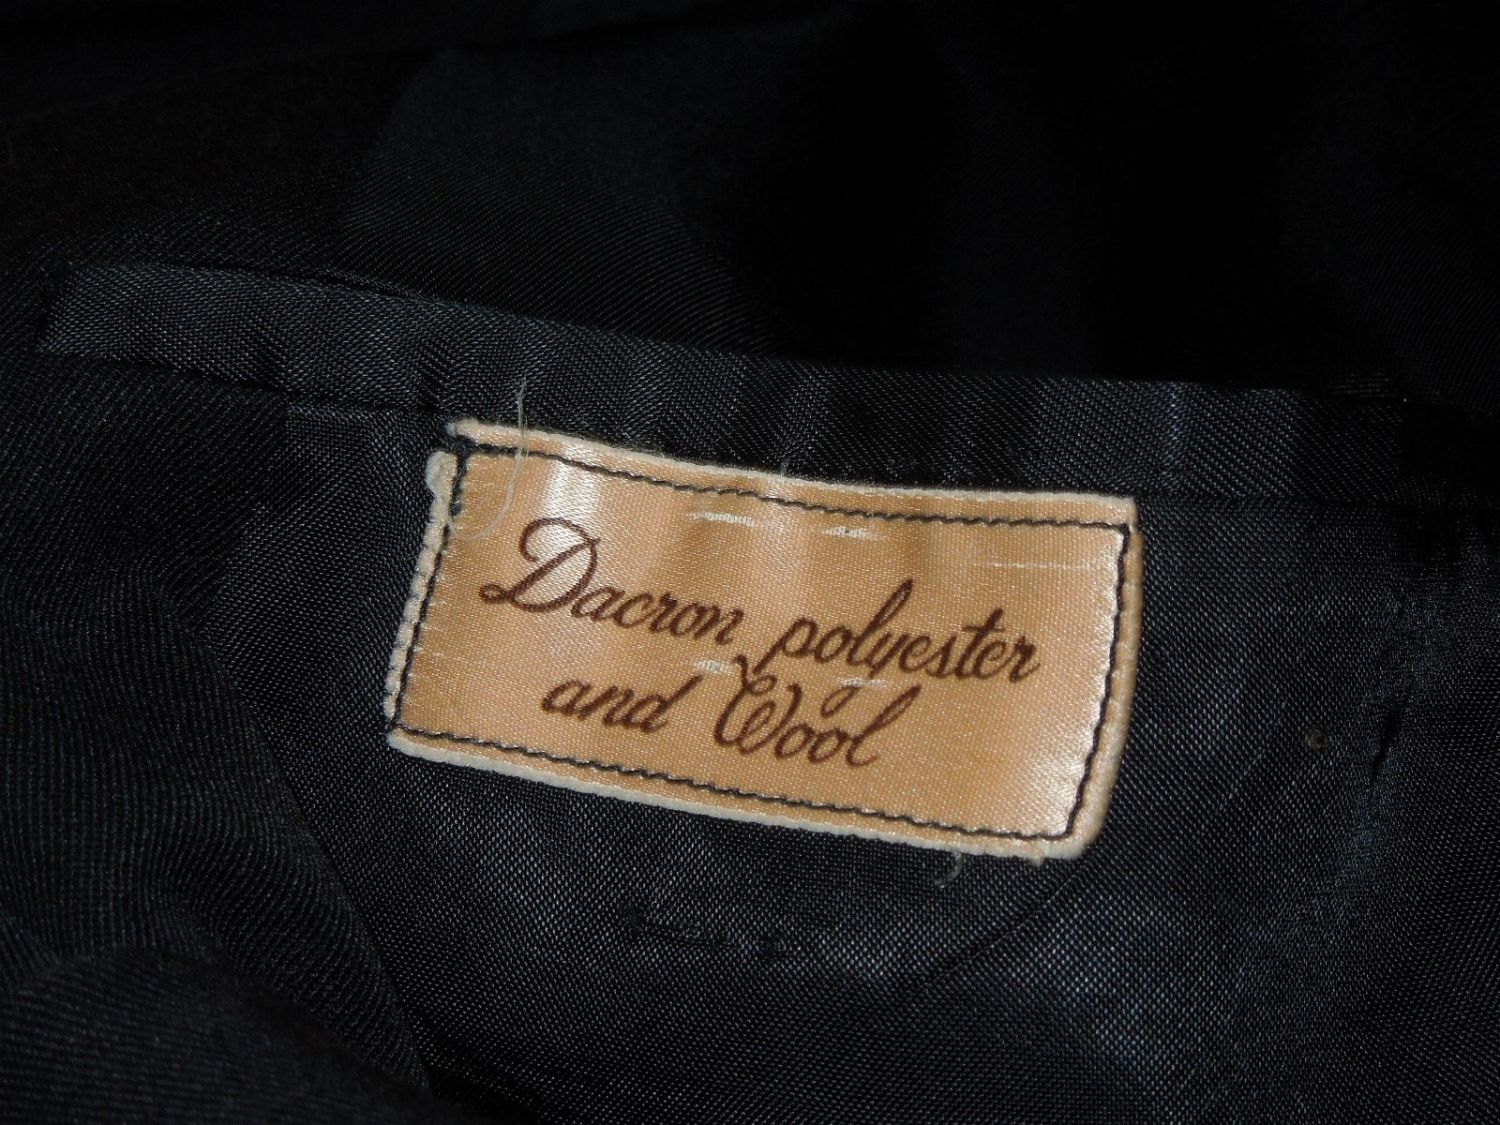 Dacron polyester
and Wool